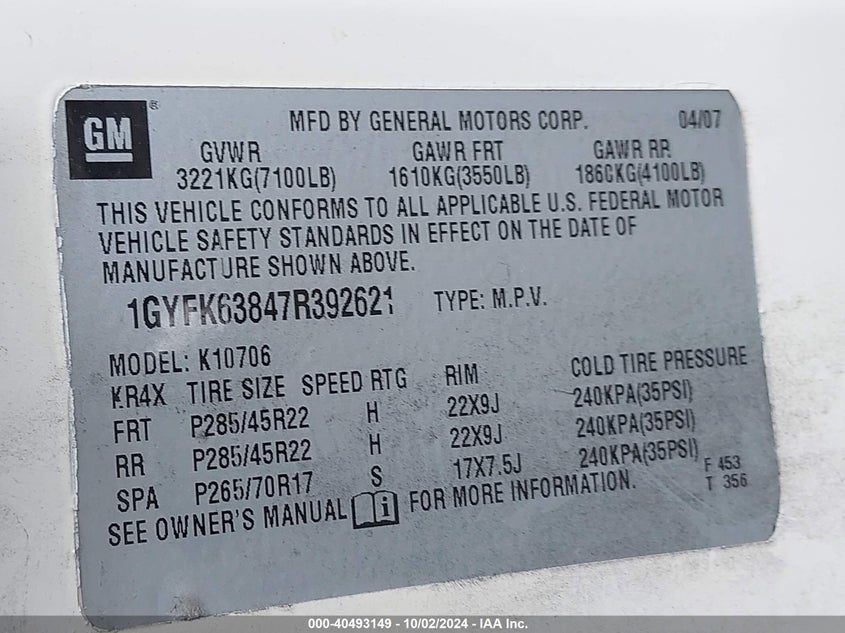 GM®
MFD BY GENERAL MOTORS CORP. 04/07
GVWR GAWR FRT GAWR RR
3221KG(7100LB) 1610KG(3550LB) 1860KG(4100LB)
THIS VEHICLE CONFORMS TO ALL APPLICABLE U.S. FEDERAL MOTOR
VEHICLE SAFETY STANDARDS IN EFFECT ON THE DATE OF
MANUFACTURE SHOWN ABOVE.
1GYFK63847R392621 TYPE: M.P.V.
MODEL: K10706
KR4X TIRE SIZE SPEED RTG RIM COLD TIRE PRESSURE
FRT P285/45R22 H 22X9J 240KPA(35PSI)
RR P285/45R22 H 22X9J 240KPA(35PSI)
SPA P265/70R17 S 17X7.5J 240KPA(35PSI)
SEE OWNER'S MANUAL i FOR MORE INFORMATION.
F 453
T 356
000-40493149 - 10/02/2024 - IAA Inc.